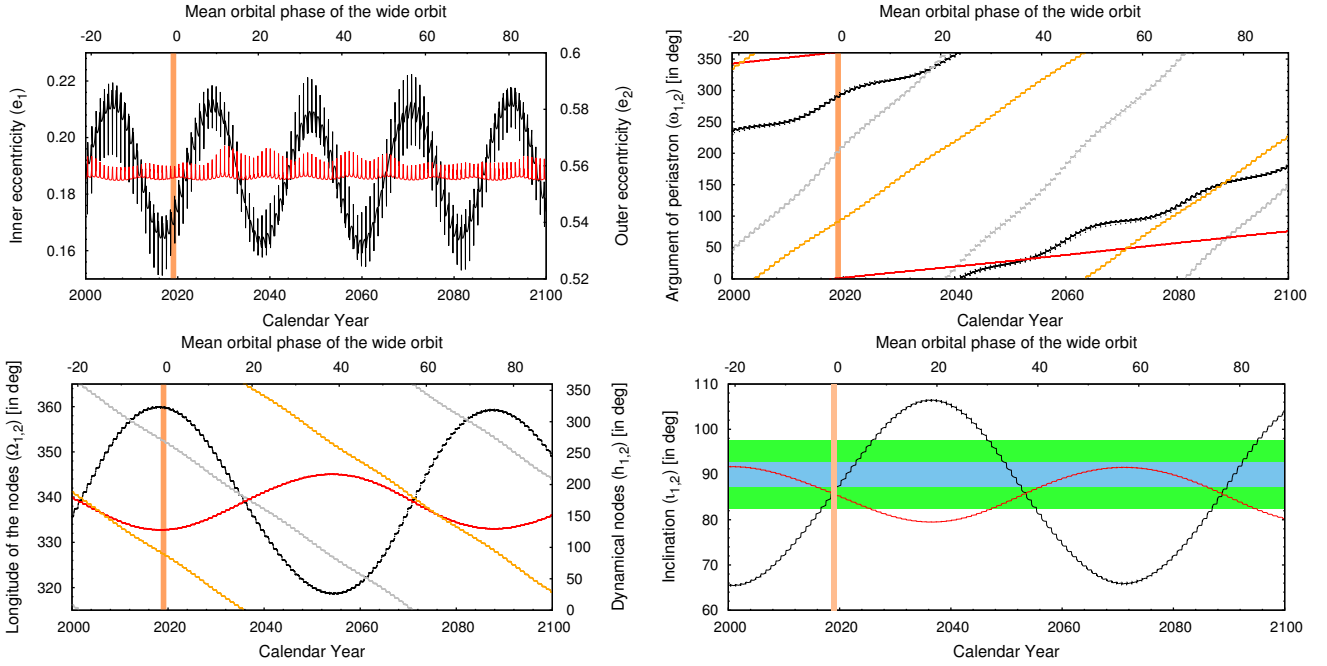 Mean orbital phase of the wide orbit
-20 0 20 40 60 80
Inner eccentricity (e1)
0.22
0.20
0.18
0.16
0.6
0.58
0.56
0.54
0.52
Outer eccentricity (e2)
2000 2020 2040 2060 2080 2100
Calendar Year
Mean orbital phase of the wide orbit
-20 0 20 40 60 80
Argument of periastron (ω1,2) [in deg]
350
300
250
200
150
100
50
0
2000 2020 2040 2060 2080 2100
Calendar Year
Mean orbital phase of the wide orbit
-20 0 20 40 60 80
Longitude of the nodes (Ω1,2) [in deg]
360
350
340
330
320
350
300
250
200
150
100
50
0
Dynamical nodes (h1,2) [in deg]
2000 2020 2040 2060 2080 2100
Calendar Year
Mean orbital phase of the wide orbit
-20 0 20 40 60 80
Inclination (ι1,2) [in deg]
110
100
90
80
70
60
2000 2020 2040 2060 2080 2100
Calendar Year